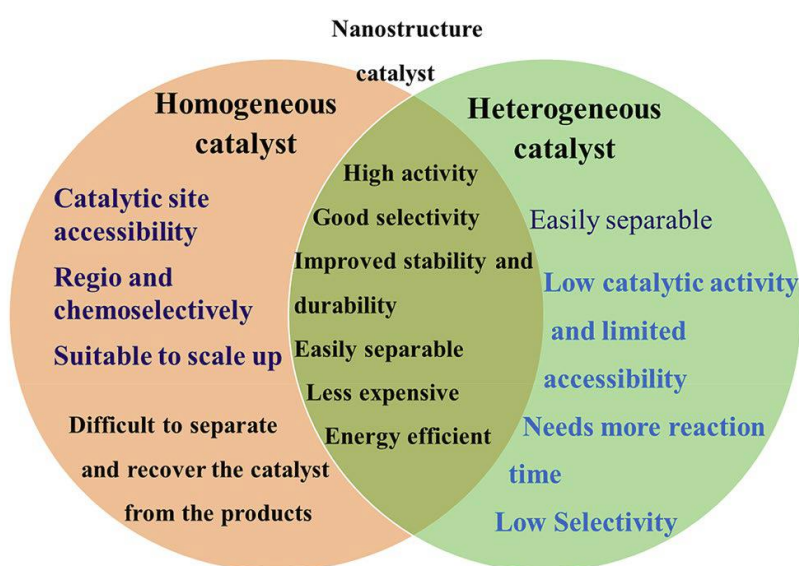 Nanostructure
catalyst
Homogeneous
catalyst
Catalytic site
accessibility
Regio and
chemoselectively
Suitable to scale up
Difficult to separate
and recover the catalyst
from the products
High activity
Good selectivity
Improved stability and
durability
Easily separable
Less expensive
Energy efficient
Heterogeneous
catalyst
Easily separable
Low catalytic activity
and limited
accessibility
Needs more reaction
time
Low Selectivity